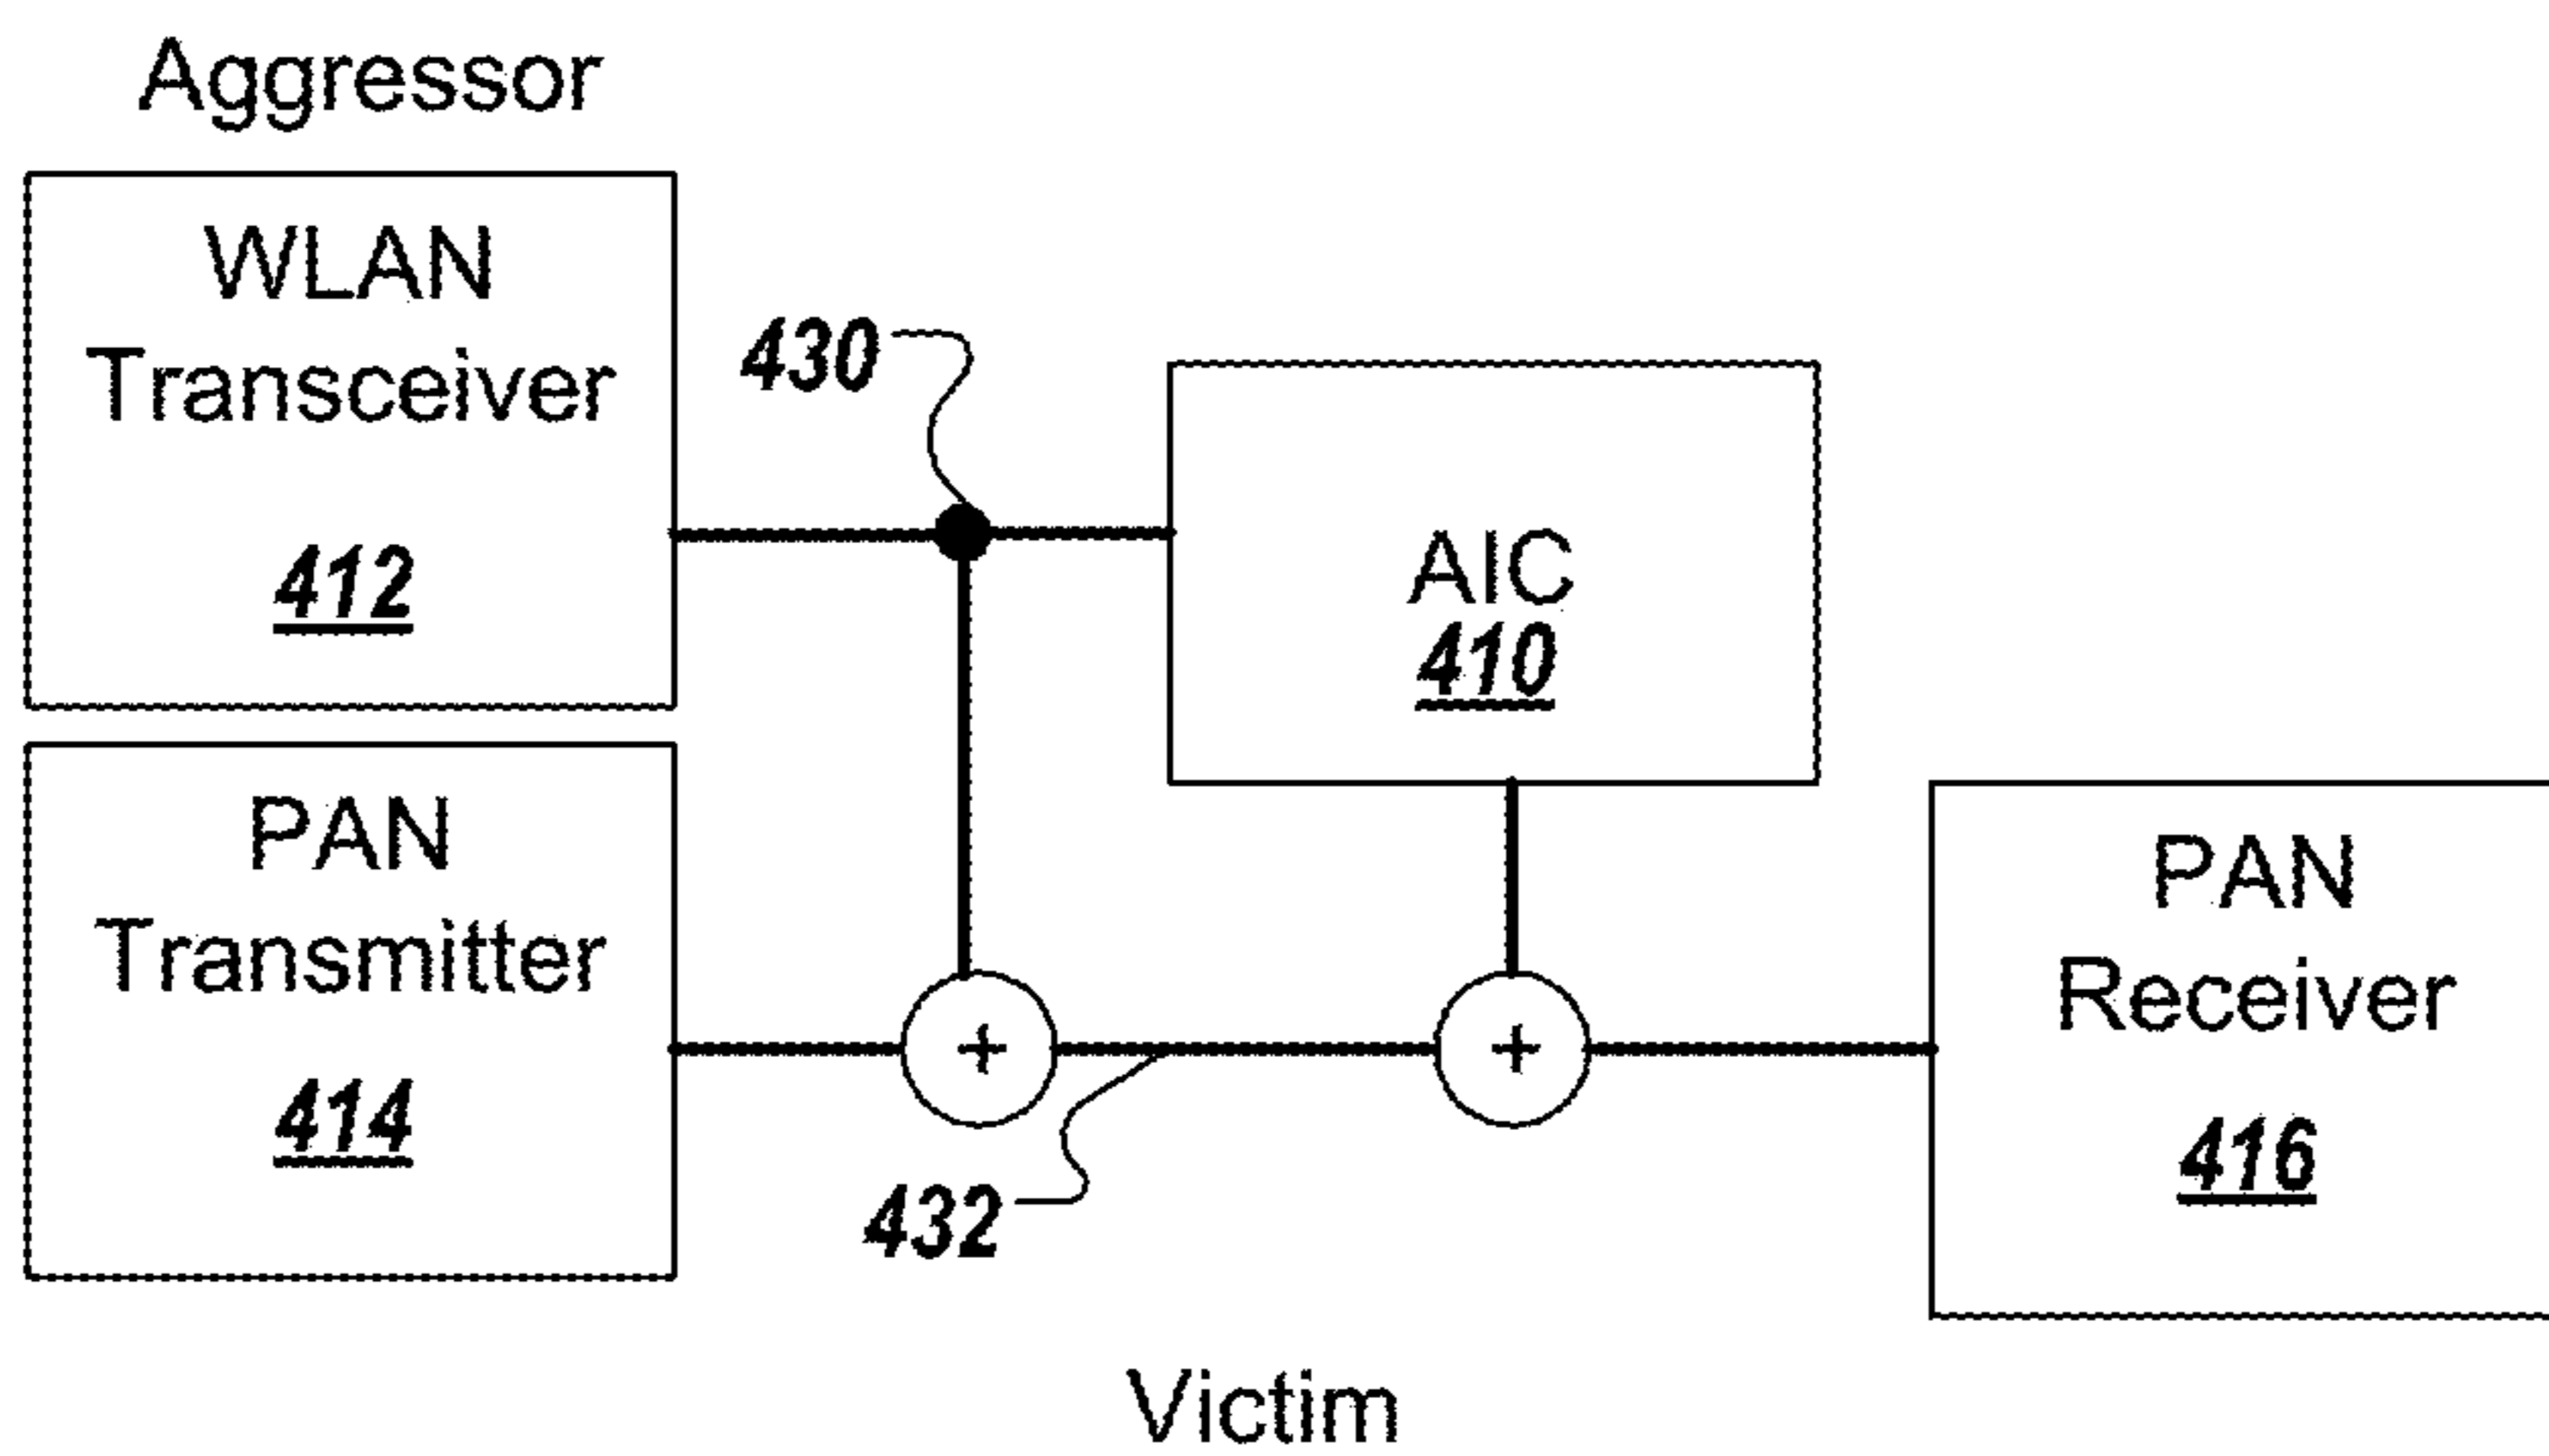 Aggressor
WLAN
Transceiver
412
430
AIC
410
PAN
Transmitter
414
432
PAN
Receiver
416
Victim